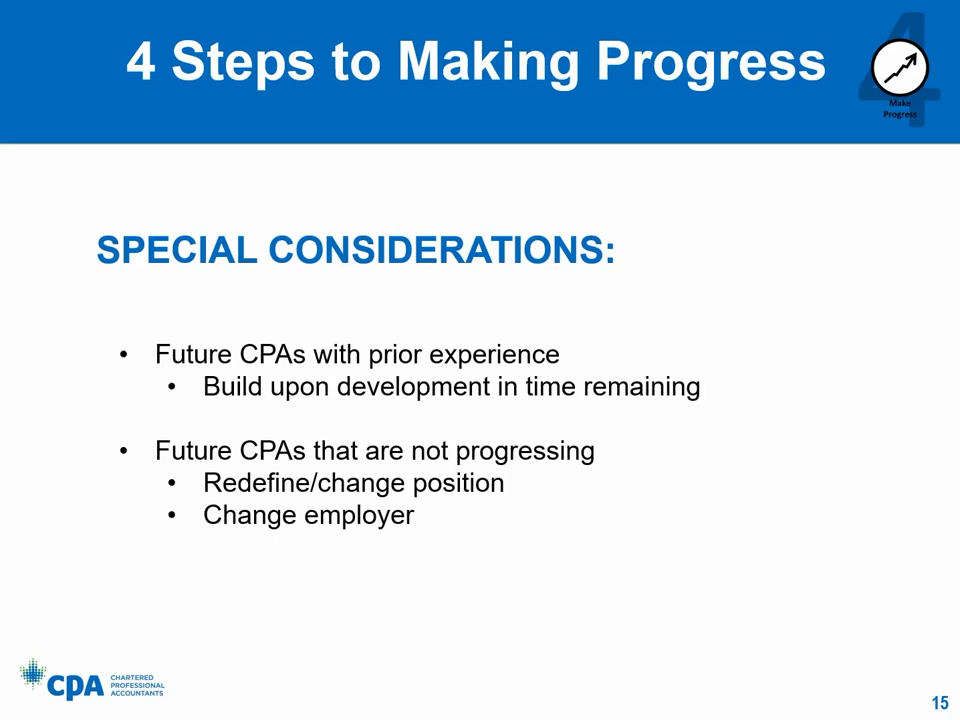 4 Steps to Making Progress
4
Make
Progress
SPECIAL CONSIDERATIONS:
• Future CPAs with prior experience
• Build upon development in time remaining
• Future CPAs that are not progressing
• Redefine/change position
• Change employer
CPA
CHARTERED
PROFESSIONAL
ACCOUNTANTS
15